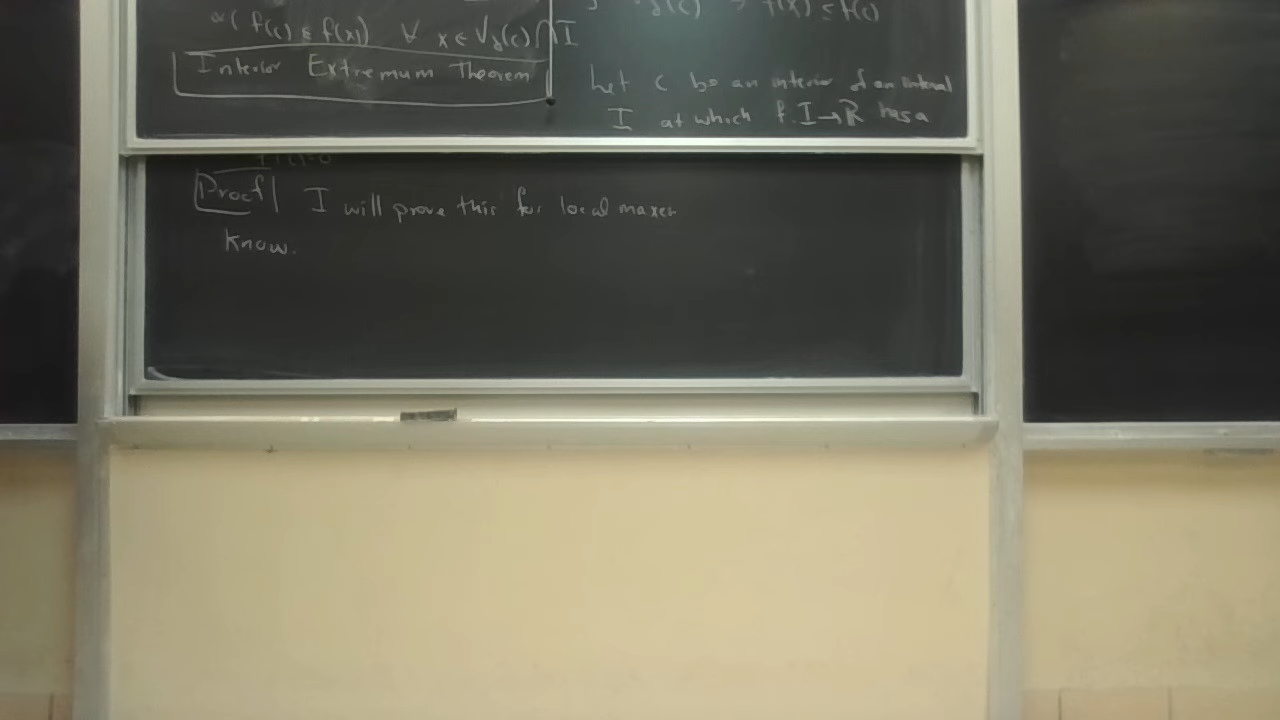 or ( f(c) ≤ f(x)) ∀ x ∈ V_δ(c) ∩ I
Interior Extremum Theorem
f(x) ≤ f(c)
Let c be an interior of an interval
I at which f: I → R has a
Proof I will prove this for local
know.